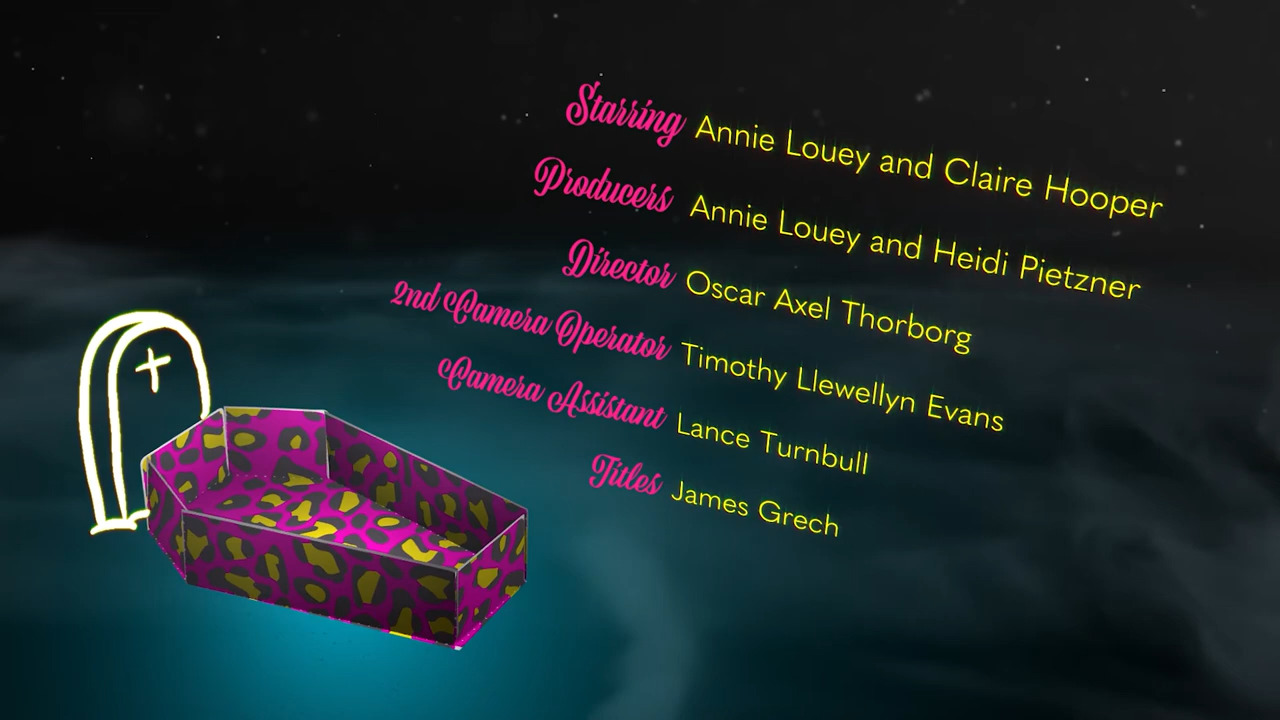 Starring Annie Louey and Claire Hooper
Producers Annie Louey and Heidi Pietzner
Director Oscar Axel Thorborg
2nd Camera Operator Timothy Llewellyn Evans
Camera Assistant Lance Turnbull
Titles James Grech